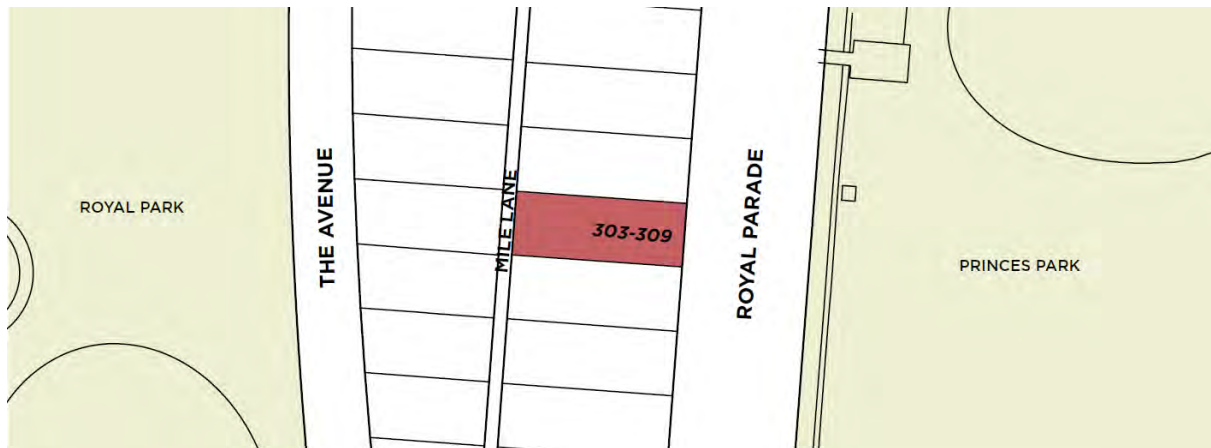 ROYAL PARK
THE AVENUE
MILE LANE
303-309
ROYAL PARADE
PRINCES PARK